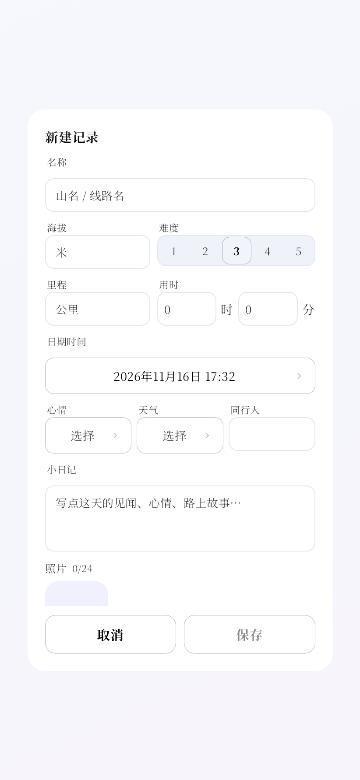 新建记录
名称
山名 / 线路名
海拔 难度
米 1 2 3 4 5
里程 用时
公里 0 时 0 分
日期时间
2026年11月16日 17:32
心情 天气 同行人
选择 选择
小日记
写点这天的见闻、心情、路上故事…
照片 0/24
取消 保存